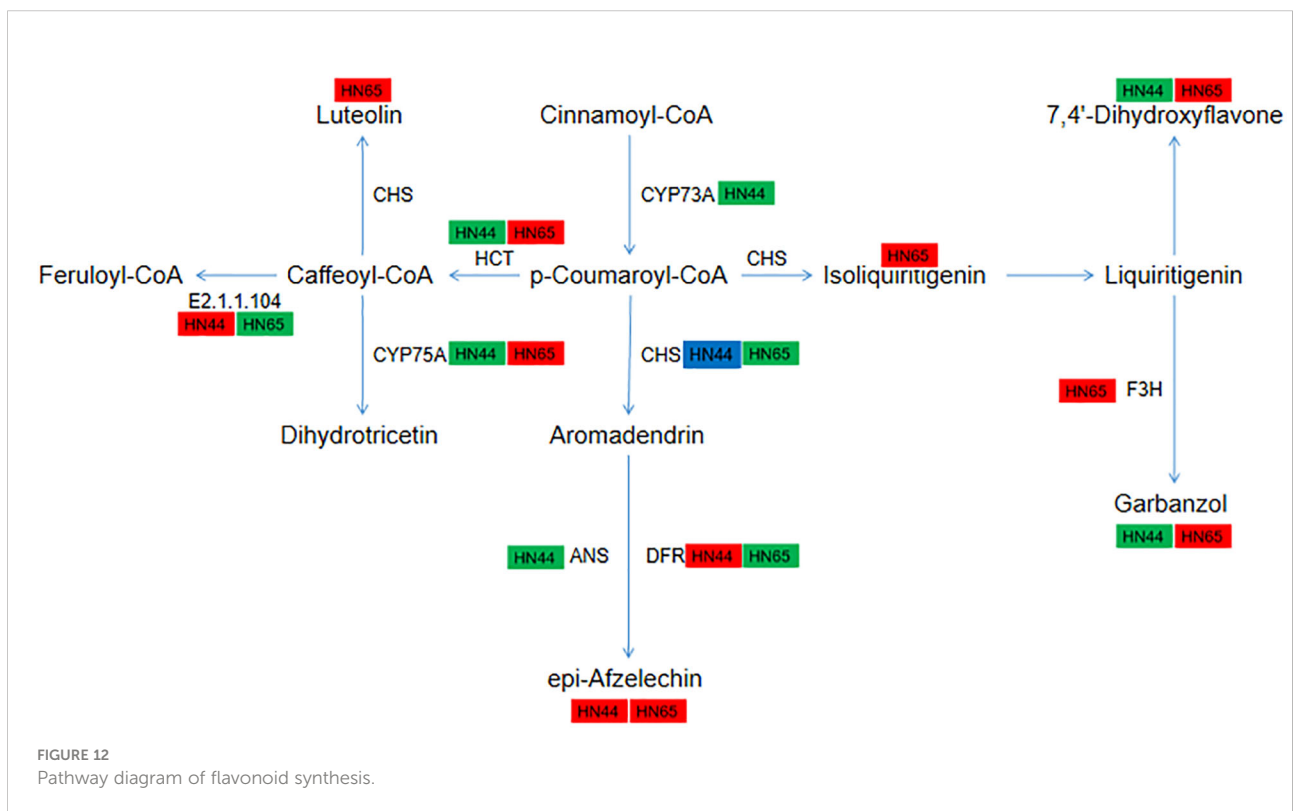 HN65
Luteolin
Cinnamoyl-CoA
HN44 HN65
7,4'-Dihydroxyflavone
CHS
CYP73A HN44
HN44 HN65
HCT
Feruloyl-CoA
Caffeoyl-CoA
p-Coumaroyl-CoA
CHS
HN65
Isoliquiritigenin
Liquiritigenin
E2.1.1.104
HN44 HN65
CYP75A HN44 HN65
CHS HN44 HN65
HN65 F3H
Dihydrotricetin
Aromadendrin
Garbanzol
HN44 HN65
HN44 ANS
DFR HN44 HN65
epi-Afzelechin
HN44 HN65
FIGURE 12
Pathway diagram of flavonoid synthesis.